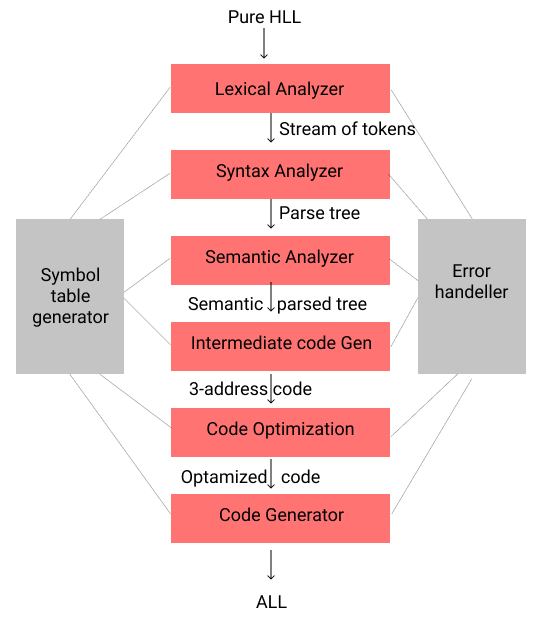 Pure HLL
Lexical Analyzer
Stream of tokens
Syntax Analyzer
Parse tree
Semantic Analyzer
Semantic parsed tree
Intermediate code Gen
3-address code
Code Optimization
Optamized code
Code Generator
ALL
Symbol
table
generator
Error
handeller